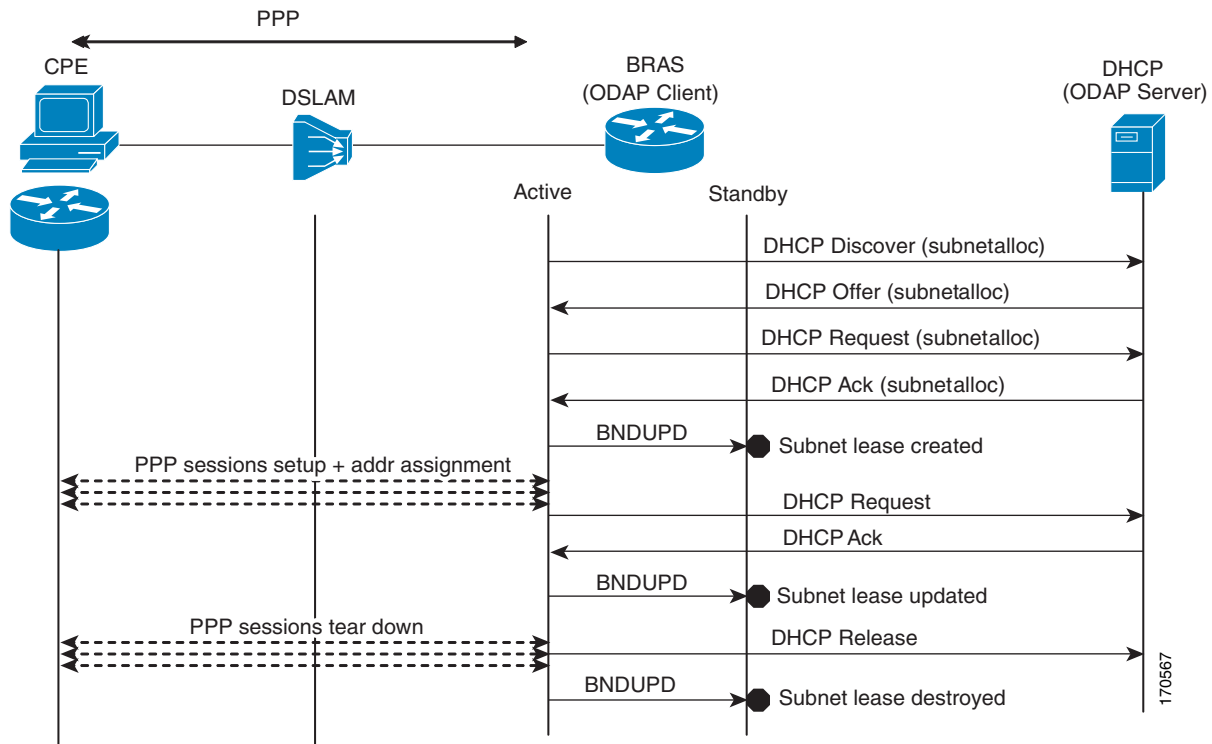 PPP
CPE
DSLAM
BRAS
(ODAP Client)
DHCP
(ODAP Server)
Active
Standby
DHCP Discover (subnetalloc)
DHCP Offer (subnetalloc)
DHCP Request (subnetalloc)
DHCP Ack (subnetalloc)
BNDUPD
Subnet lease created
PPP sessions setup + addr assignment
DHCP Request
DHCP Ack
BNDUPD
Subnet lease updated
PPP sessions tear down
DHCP Release
BNDUPD
Subnet lease destroyed
170567